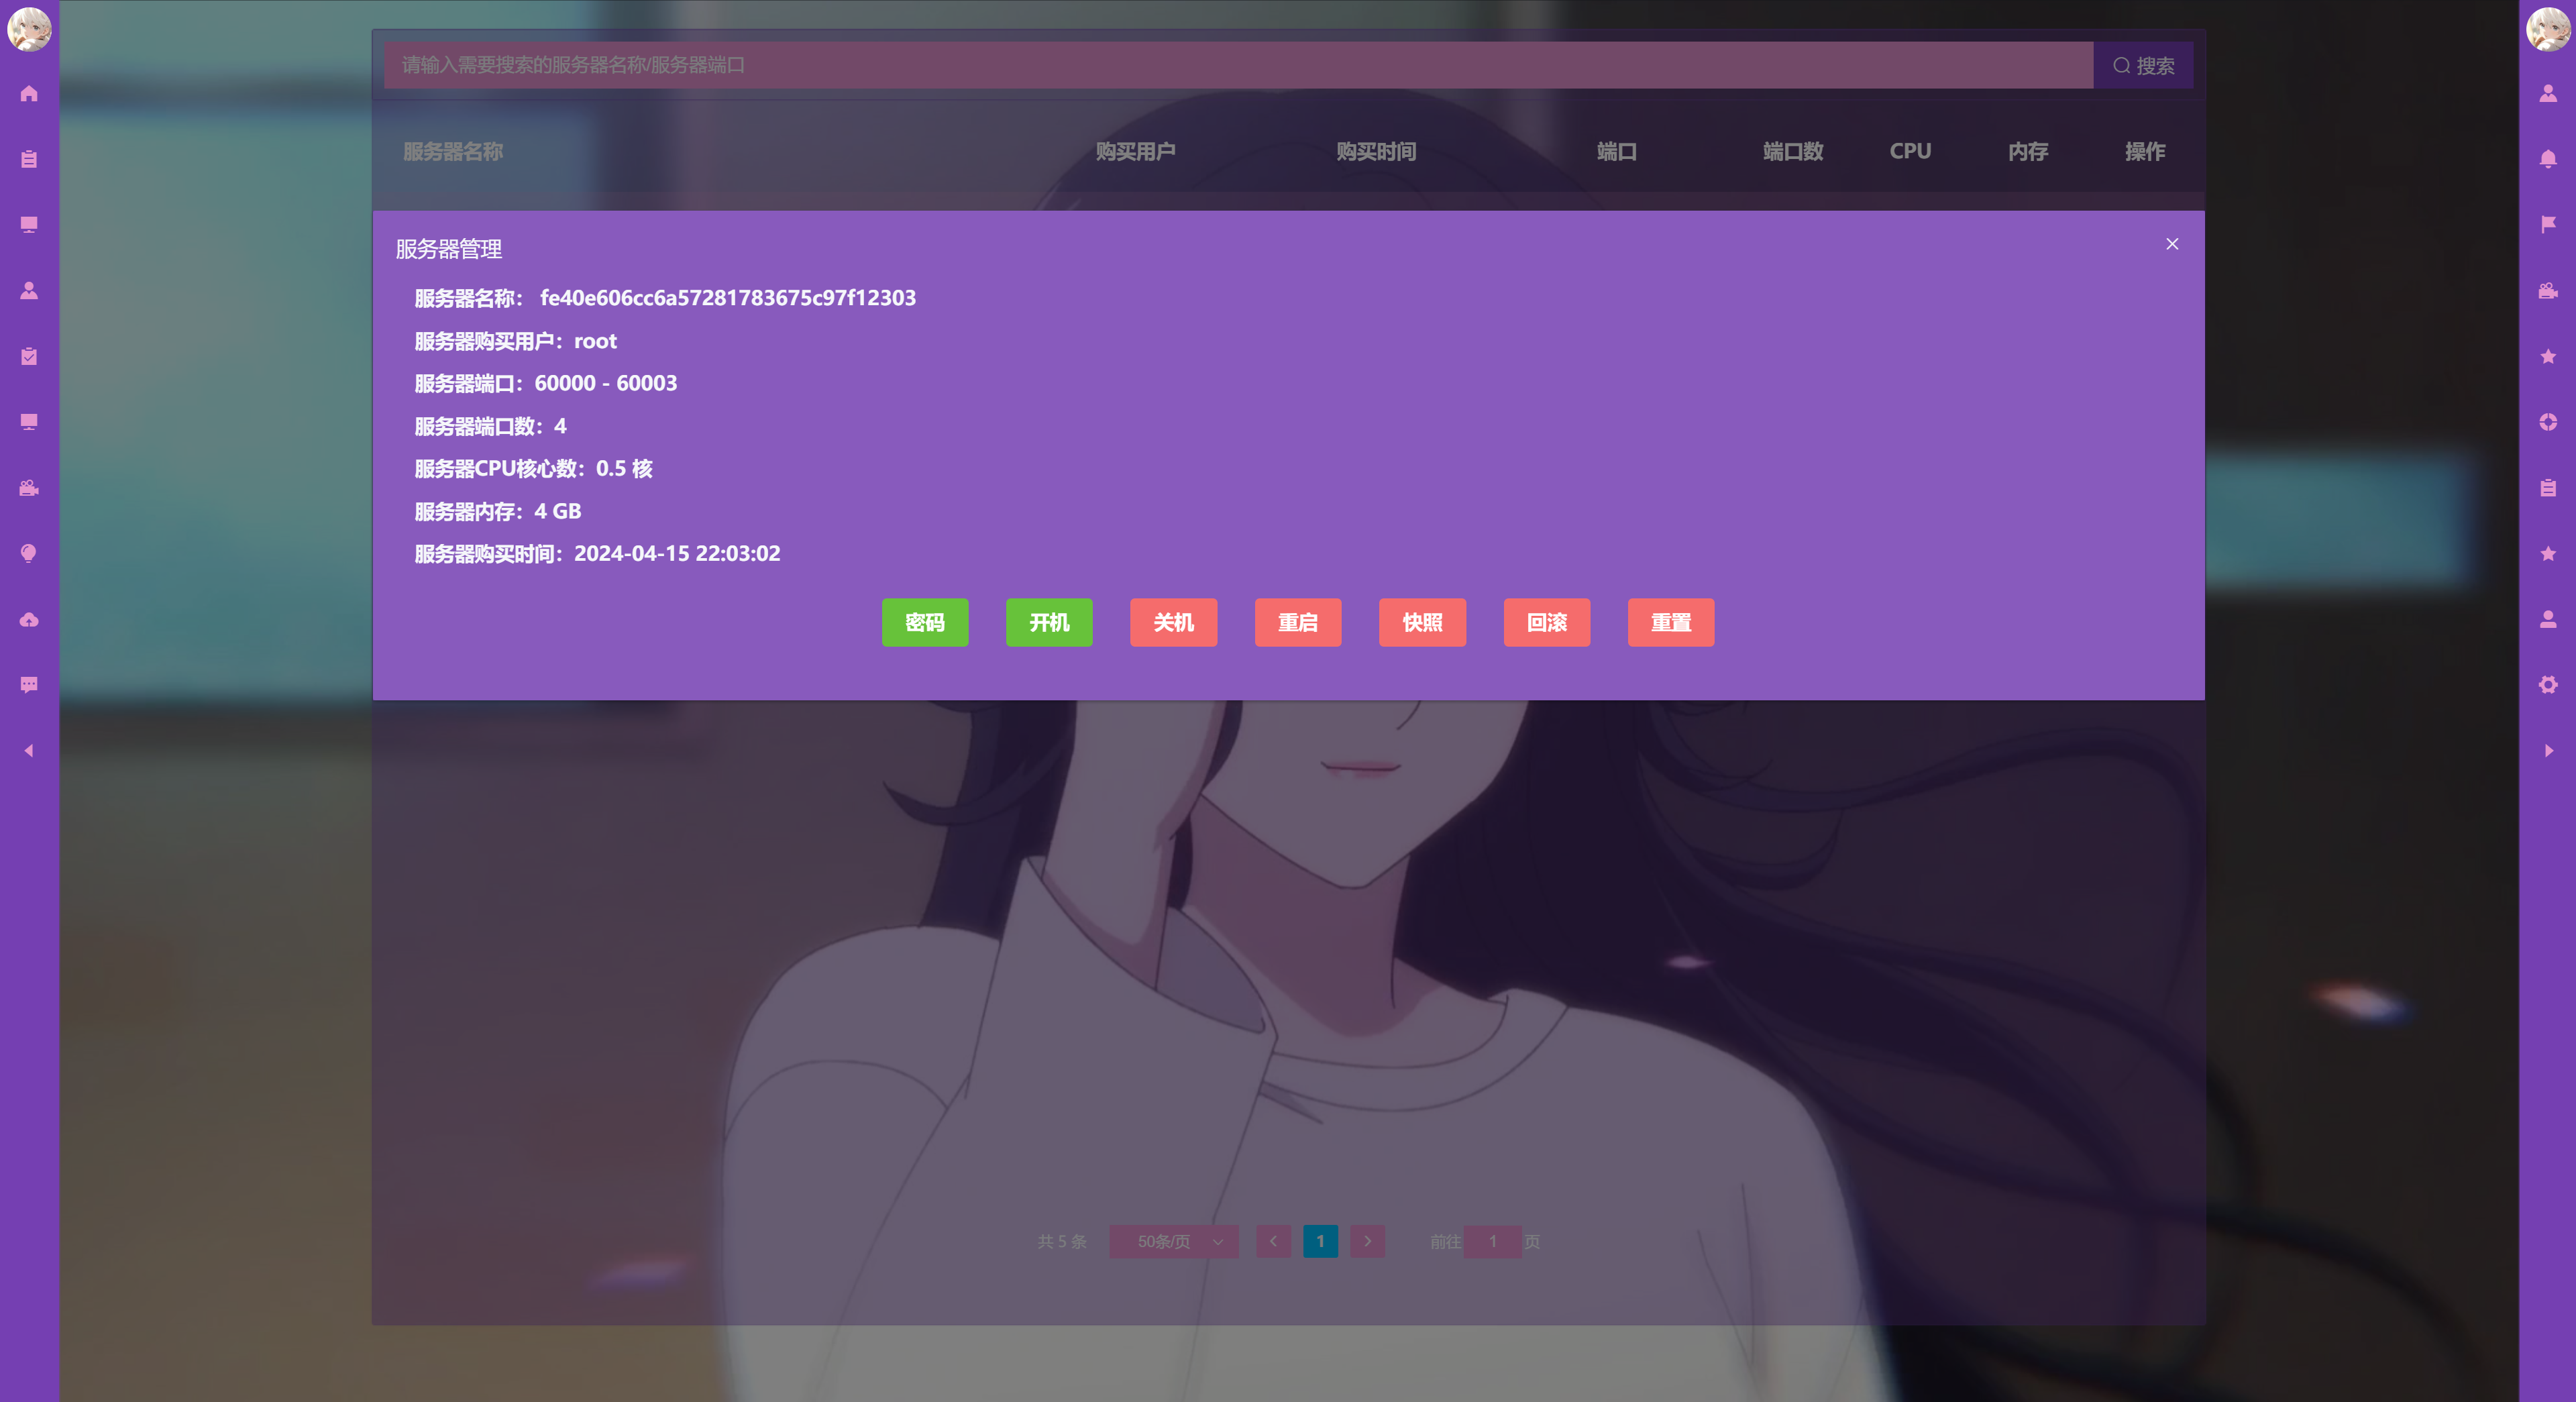 请输入需要搜索的服务器名称/服务器端口
搜索
服务器名称 购买用户 购买时间 端口 端口数 CPU 内存 操作
服务器管理
服务器名称： fe40e606cc6a57281783675c97f12303
服务器购买用户：root
服务器端口：60000 - 60003
服务器端口数：4
服务器CPU核心数：0.5 核
服务器内存：4 GB
服务器购买时间：2024-04-15 22:03:02
密码 开机 关机 重启 快照 回滚 重置
共 5 条 50条/页 1 前往 1 页